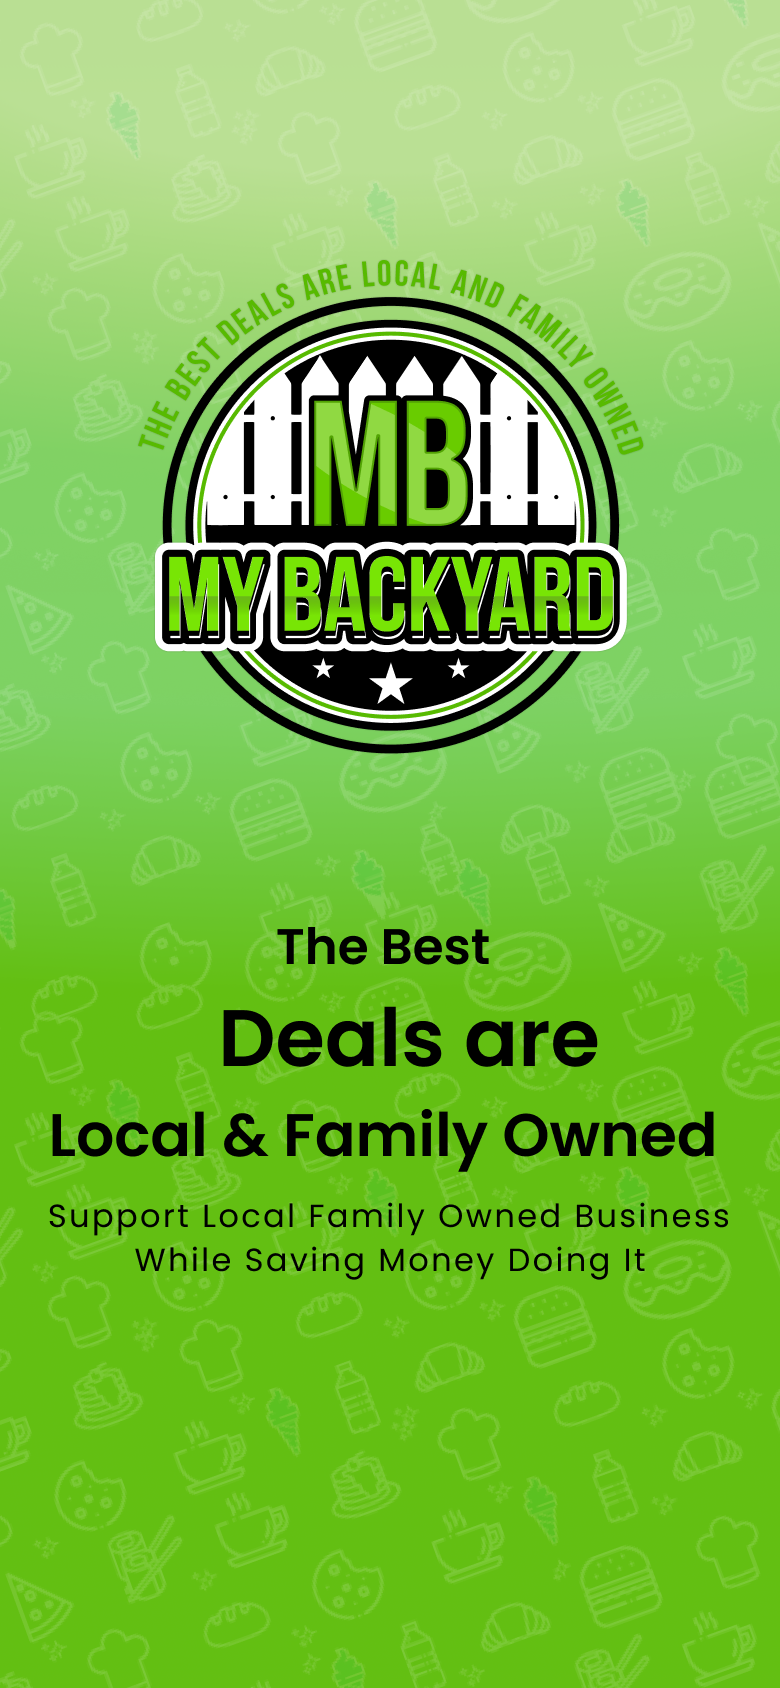 THE BEST DEALS ARE LOCAL AND FAMILY OWNED
MB
MY BACKYARD
The Best
Deals are
Local & Family Owned
Support Local Family Owned Business
While Saving Money Doing It